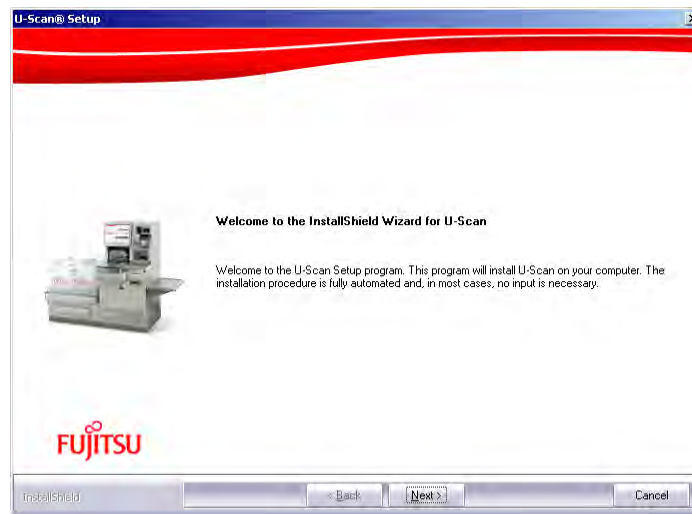 U-Scan® Setup
Welcome to the InstallShield Wizard for U-Scan
Welcome to the U-Scan Setup program. This program will install U-Scan on your computer. The
installation procedure is fully automated and, in most cases, no input is necessary.
FUJITSU
InstallShield
< Back Next > Cancel